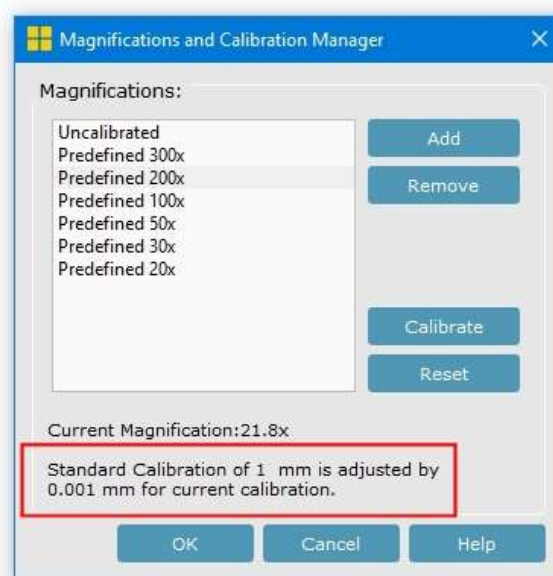 Magnifications and Calibration Manager
Magnifications:
Uncalibrated
Predefined 300x
Predefined 200x
Predefined 100x
Predefined 50x
Predefined 30x
Predefined 20x
Add
Remove
Calibrate
Reset
Current Magnification:21.8x
Standard Calibration of 1  mm is adjusted by
0.001 mm for current calibration.
OK
Cancel
Help